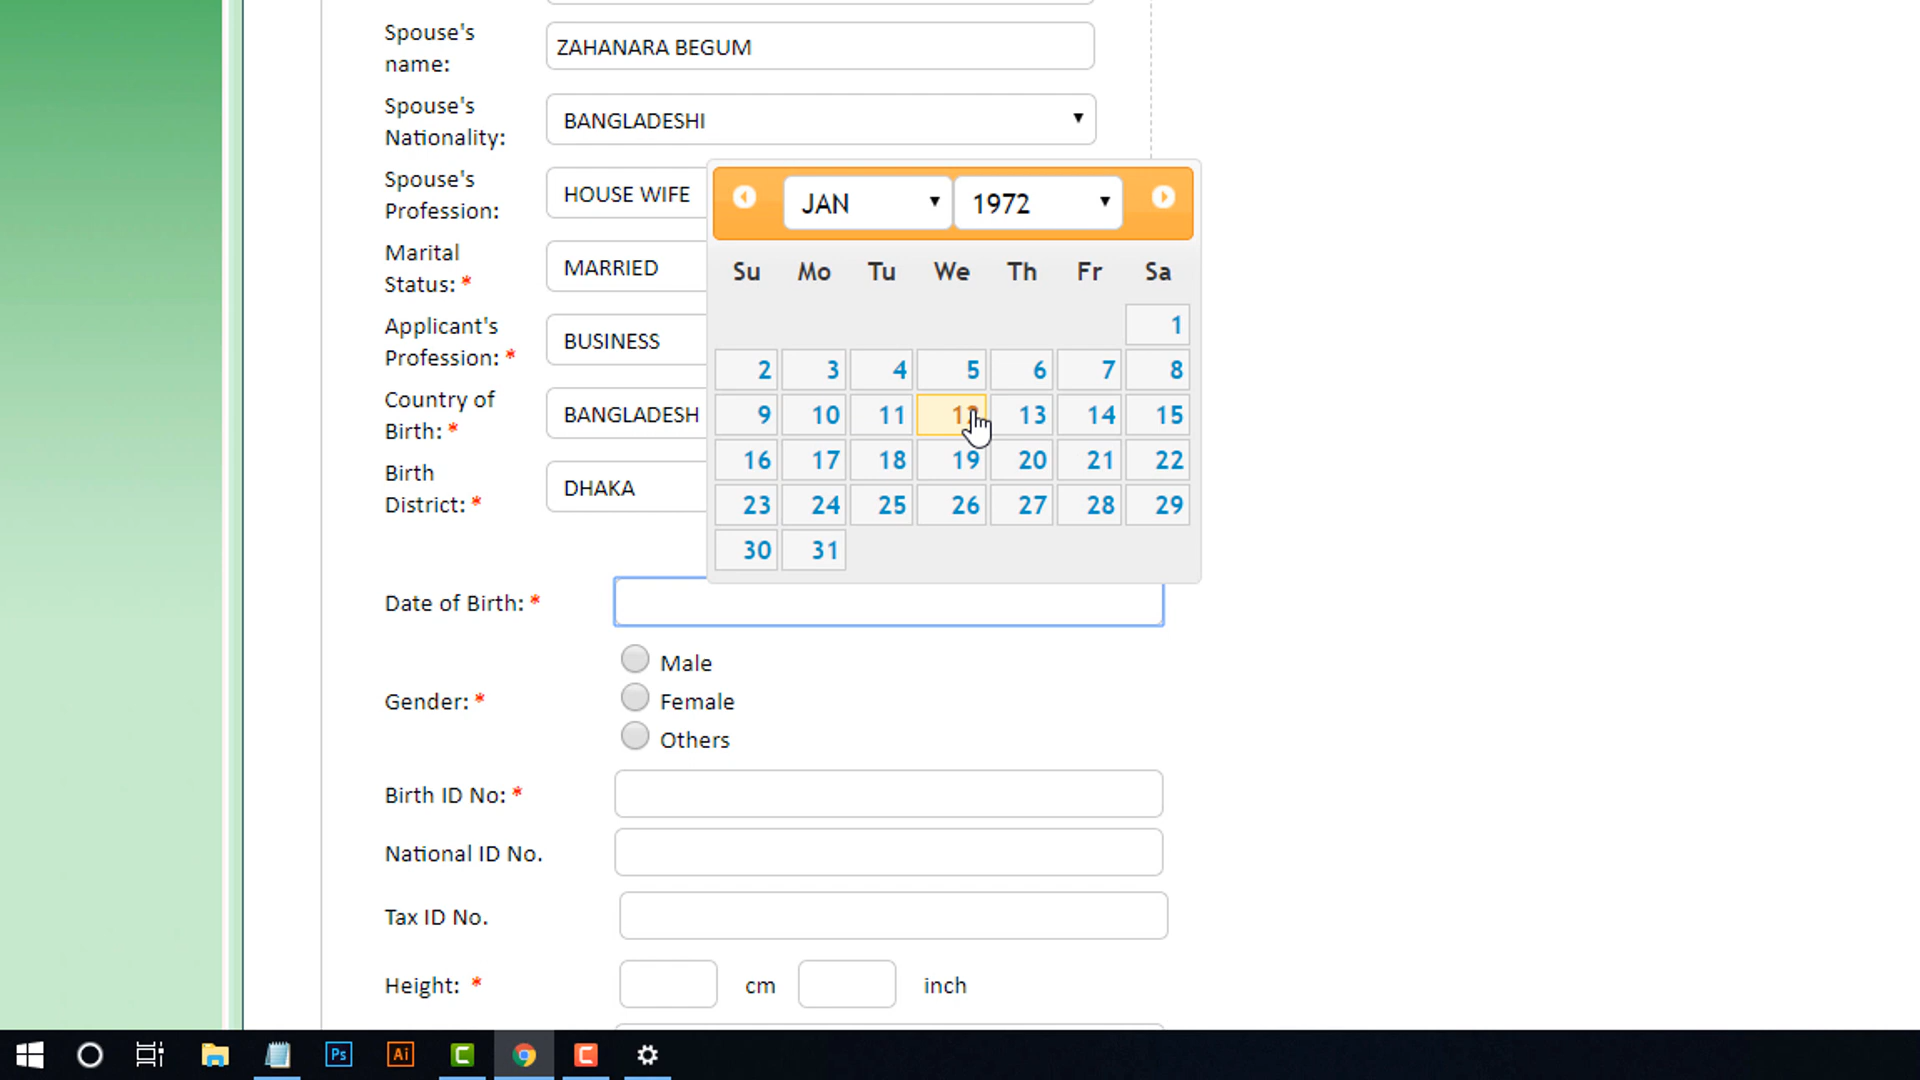 Spouse's
name:
ZAHANARA BEGUM
Spouse's
Nationality:
BANGLADESHI
Spouse's
Profession:
HOUSE WIFE
JAN
1972
Su Mo Tu We Th Fr Sa
1
2 3 4 5 6 7 8
9 10 11 12 13 14 15
16 17 18 19 20 21 22
23 24 25 26 27 28 29
30 31
Marital
Status: *
MARRIED
Applicant's
Profession: *
BUSINESS
Country of
Birth: *
BANGLADESH
Birth
District: *
DHAKA
Date of Birth: *
Gender: *
Male
Female
Others
Birth ID No: *
National ID No.
Tax ID No.
Height: *
cm
inch
Ps
Ai
C
C